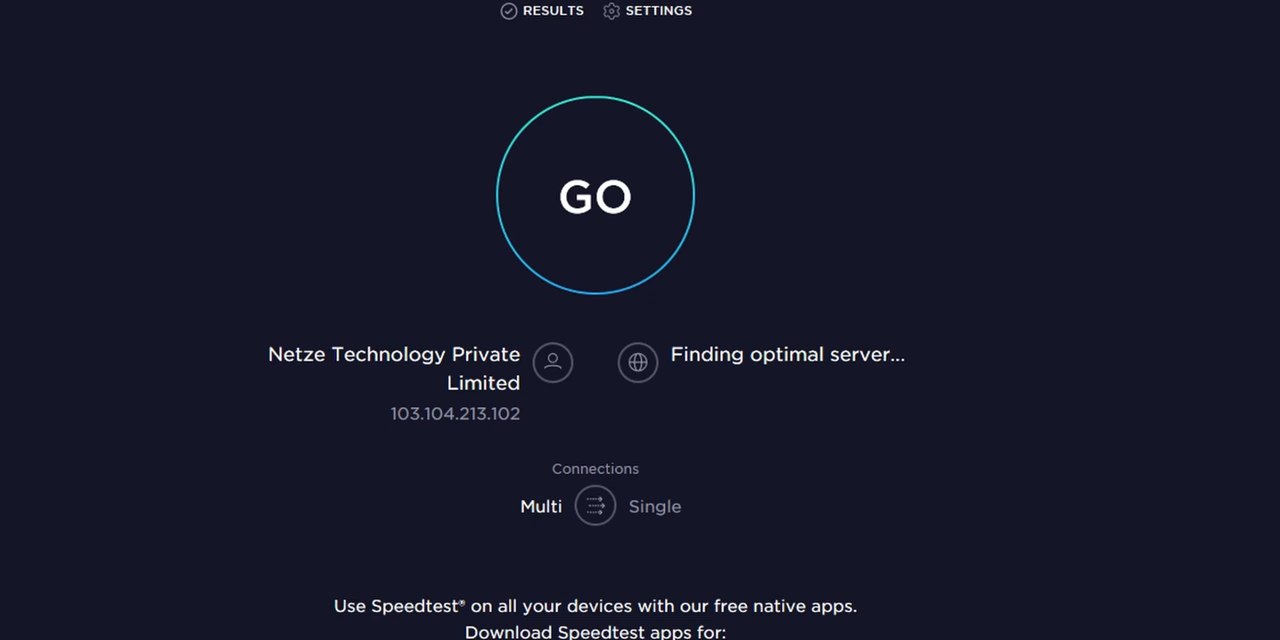 RESULTS SETTINGS
GO
Netze Technology Private
Limited
103.104.213.102
Finding optimal server...
Connections
Multi Single
Use Speedtest® on all your devices with our free native apps.
Download Speedtest apps for: